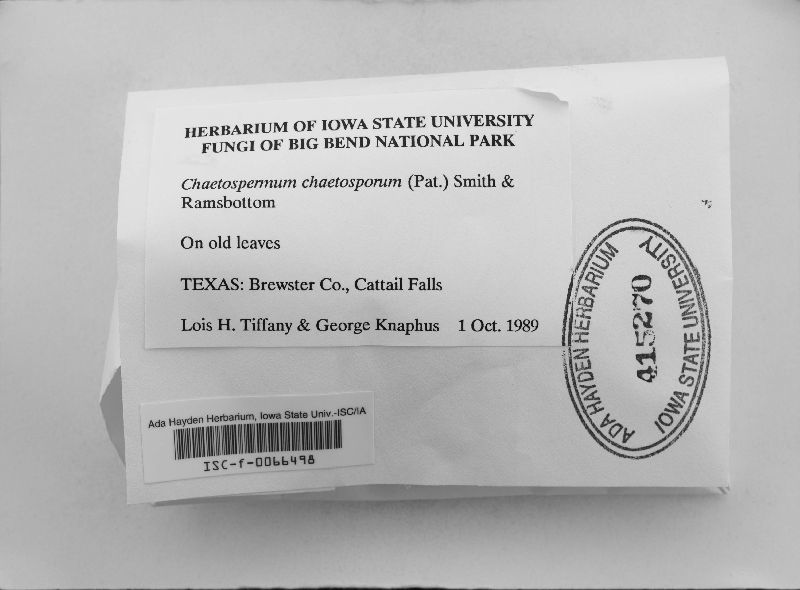 HERBARIUM OF IOWA STATE UNIVERSITY
FUNGI OF BIG BEND NATIONAL PARK
Chaetospermum chaetosporum (Pat.) Smith &
Ramsbottom
On old leaves
TEXAS: Brewster Co., Cattail Falls
Lois H. Tiffany & George Knaphus 1 Oct. 1989
ADA HAYDEN HERBARIUM
415270
IOWA STATE UNIVERSITY
Ada Hayden Herbarium, Iowa State Univ.-ISC/IA
ISC-f-0066498